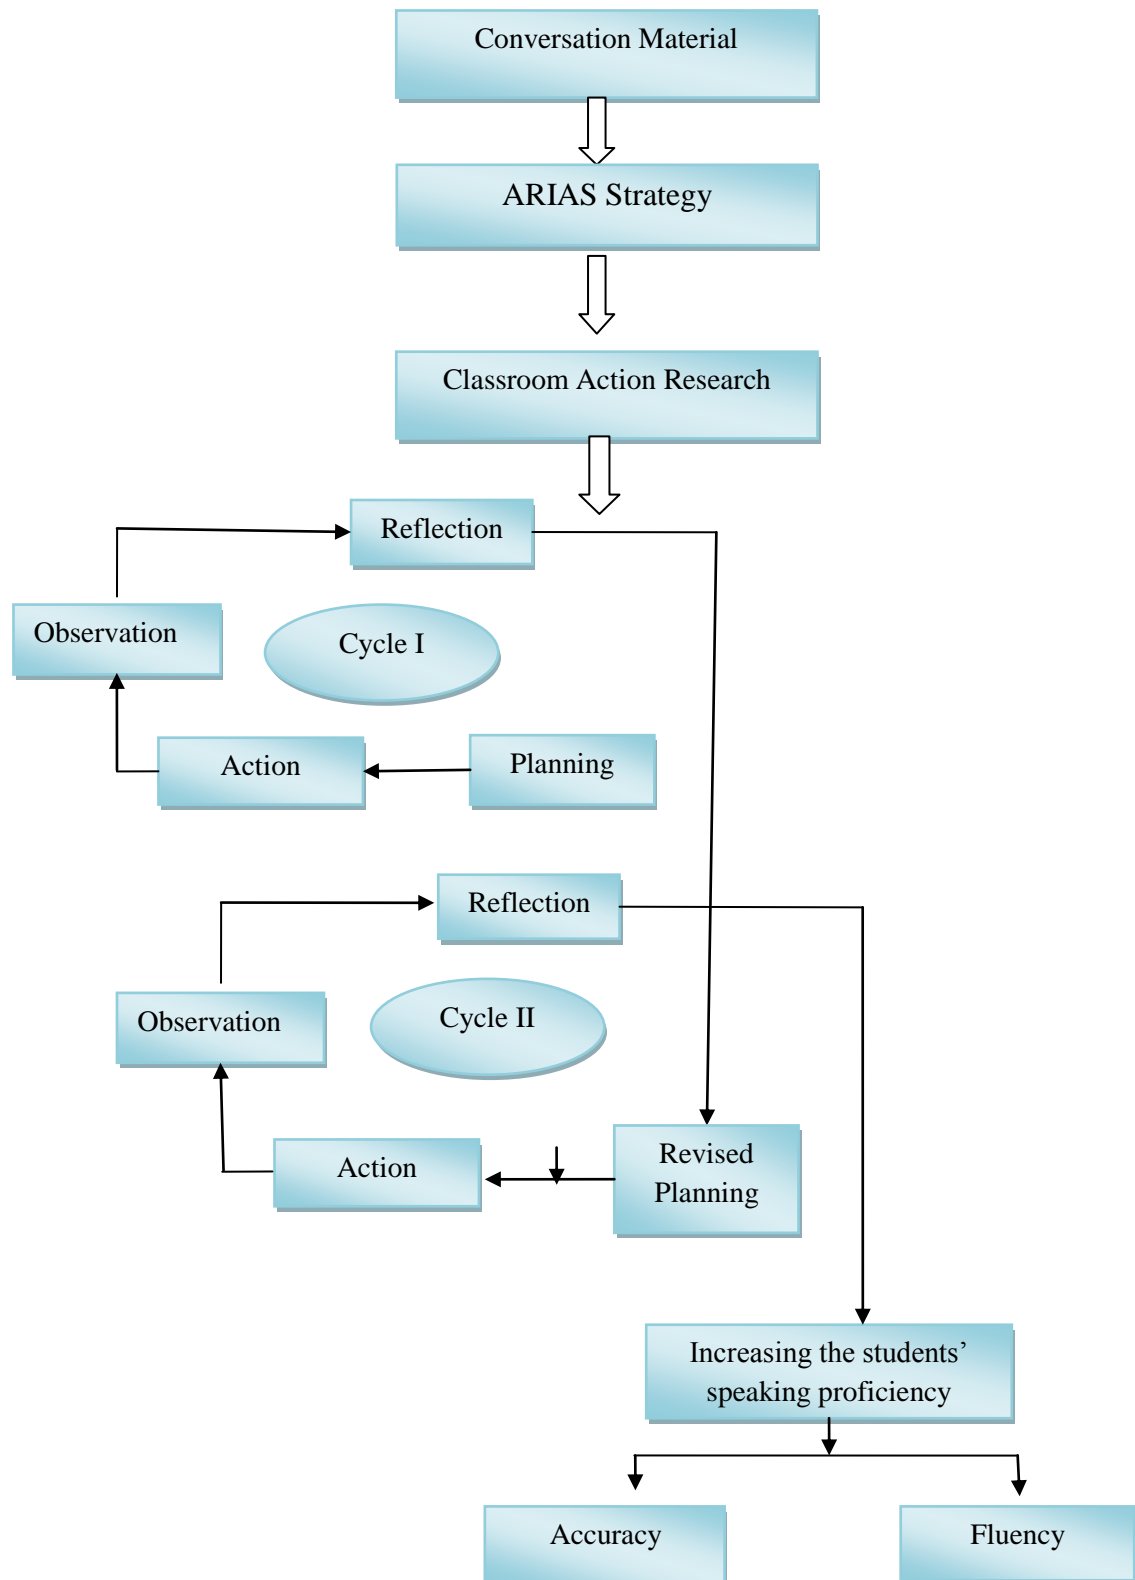 Conversation Material
ARIAS Strategy
Classroom Action Research
Reflection
Observation
Cycle I
Action
Planning
Reflection
Observation
Cycle II
Action
Revised
Planning
Increasing the students’
speaking proficiency
Accuracy
Fluency